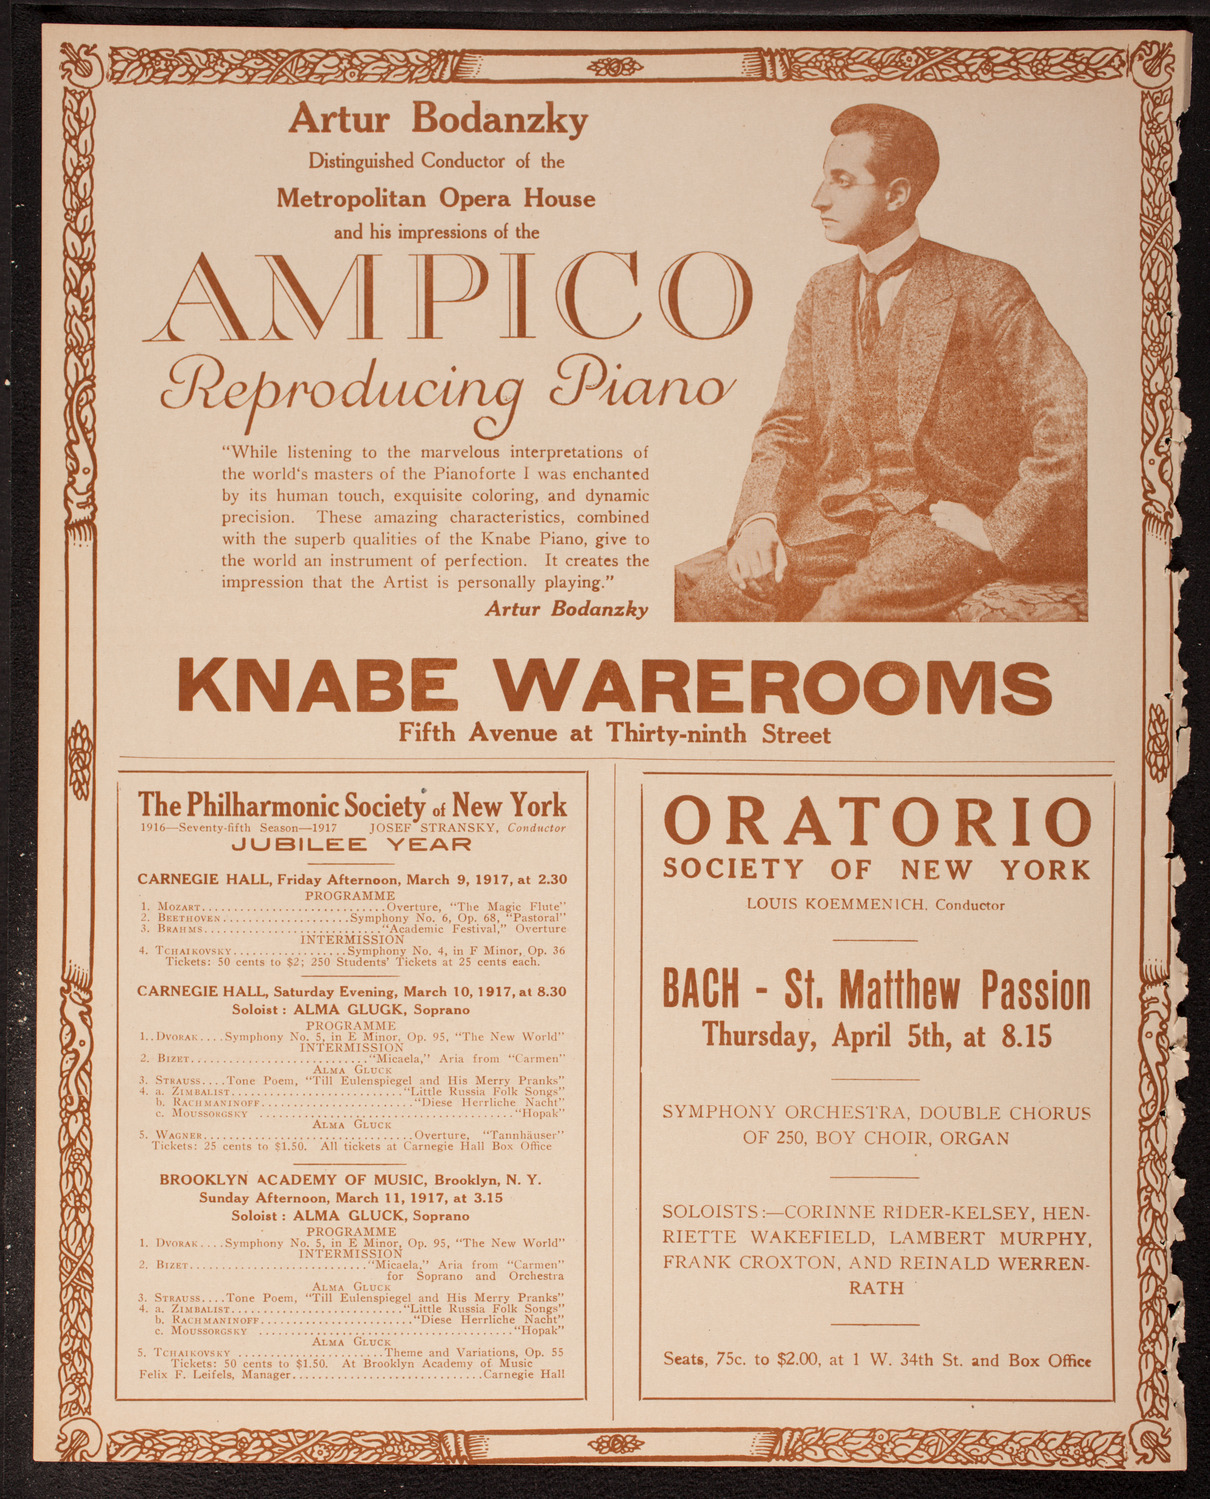 Artur Bodanzky
Distinguished Conductor of the
Metropolitan Opera House
and his impressions of the
AMPICO
Reproducing Piano
“While listening to the marvelous interpretations of
the world‘s masters of the Pianoforte I was enchanted
by its human touch, exquisite coloring, and dynamic
precision. These amazing characteristics, combined
with the superb qualities of the Knabe Piano, give to
the world an instrument of perfection. It creates the
impression that the Artist is personally playing.”
Artur Bodanzky
KNABE WAREROOMS
Fifth Avenue at Thirty-ninth Street
The Philharmonic Society of New York
1916—Seventy-fifth Season—1917 JOSEF STRANSKY, Conductor
JUBILEE YEAR
CARNEGIE HALL, Friday Afternoon, March 9, 1917, at 2.30
PROGRAMME
1. MOZART............................Overture, “The Magic Flute”
2. BEETHOVEN....................Symphony No. 6, Op. 68, “Pastoral”
3. BRAHMS............................“Academic Festival,” Overture
INTERMISSION
4. TCHAIKOVSKY..................Symphony No. 4, in F Minor, Op. 36
Tickets: 50 cents to $2; 250 Students’ Tickets at 25 cents each.
CARNEGIE HALL, Saturday Evening, March 10, 1917, at 8.30
Soloist : ALMA GLUGK, Soprano
PROGRAMME
1..DVORAK....Symphony No. 5, in E Minor, Op. 95, “The New World”
INTERMISSION
2. BIZET...........................“Micaela,” Aria from “Carmen”
ALMA GLUCK
3. STRAUSS....Tone Poem, “Till Eulenspiegel and His Merry Pranks”
4. a. ZIMBALIST...........................“Little Russia Folk Songs”
b. RACHMANINOFF........................“Diese Herrliche Nacht”
c. MOUSSORGSKY ........................................“Hopak”
ALMA GLUCK
5. WAGNER.................................Overture, “Tannhäuser”
Tickets: 25 cents to $1.50. All tickets at Carnegie Hall Box Office
BROOKLYN ACADEMY OF MUSIC, Brooklyn, N. Y.
Sunday Afternoon, March 11, 1917, at 3.15
Soloist : ALMA GLUCK, Soprano
PROGRAMME
1. DVORAK....Symphony No. 5, in E Minor, Op. 95, “The New World”
INTERMISSION
2. BIZET...........................“Micaela,” Aria from “Carmen”
for Soprano and Orchestra
ALMA GLUCK
3. STRAUSS....Tone Poem, “Till Eulenspiegel and His Merry Pranks”
4. a. ZIMBALIST...........................“Little Russia Folk Songs”
b. RACHMANINOFF........................“Diese Herrliche Nacht”
c. MOUSSORGSKY ........................................“Hopak”
ALMA GLUCK
5. TCHAIKOVSKY .......................Theme and Variations, Op. 55
Tickets: 50 cents to $1.50. At Brooklyn Academy of Music
Felix F. Leifels, Manager..............................Carnegie Hall
ORATORIO
SOCIETY OF NEW YORK
LOUIS KOEMMENICH, Conductor
BACH - St. Matthew Passion
Thursday, April 5th, at 8.15
SYMPHONY ORCHESTRA, DOUBLE CHORUS
OF 250, BOY CHOIR, ORGAN
SOLOISTS:—CORINNE RIDER-KELSEY, HEN-
RIETTE WAKEFIELD, LAMBERT MURPHY,
FRANK CROXTON, AND REINALD WERREN-
RATH
Seats, 75c. to $2.00, at 1 W. 34th St. and Box Office